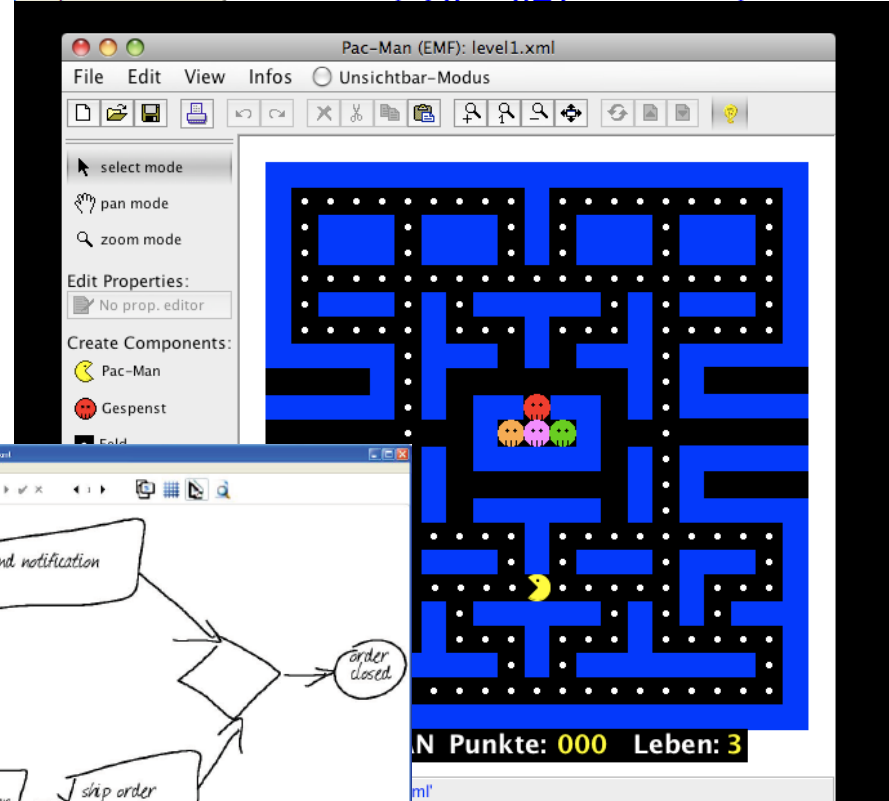 Pac-Man (EMF): level1.xml
File Edit View Infos Unsichtbar-Modus
select mode
pan mode
zoom mode
Edit Properties:
No prop. editor
Create Components:
Pac-Man
Gespenst
Feld
xml
nd notification
order
closed
ship order
AN Punkte: 000 Leben: 3
ml'